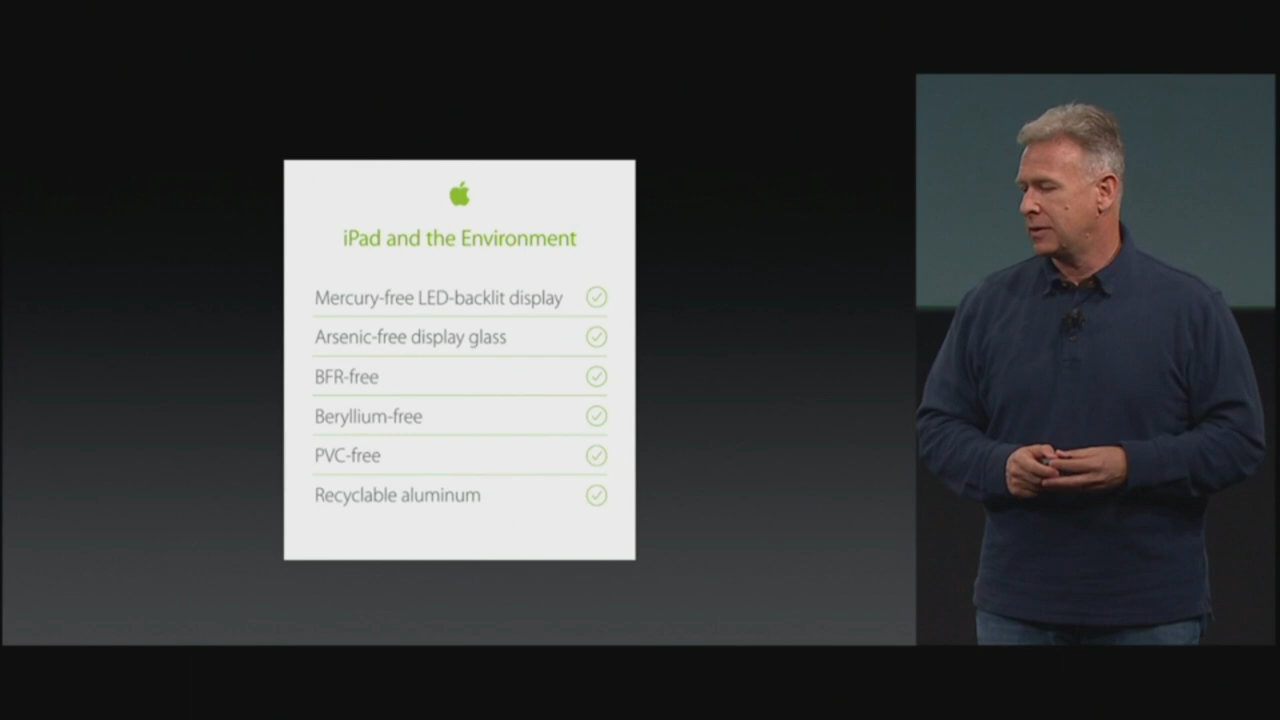 iPad and the Environment
Mercury-free LED-backlit display
Arsenic-free display glass
BFR-free
Beryllium-free
PVC-free
Recyclable aluminum